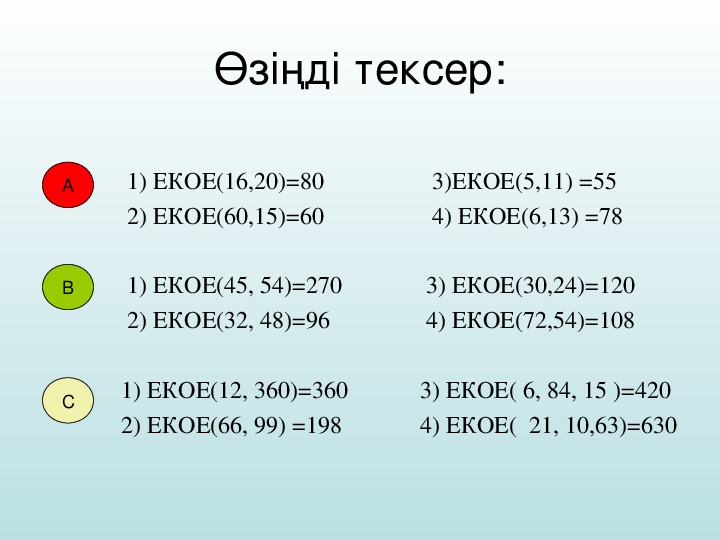 Өзіңді тексер:
А 1) ЕКОЕ(16,20)=80 3)ЕКОЕ(5,11) =55
2) ЕКОЕ(60,15)=60 4) ЕКОЕ(6,13) =78
В 1) ЕКОЕ(45, 54)=270 3) ЕКОЕ(30,24)=120
2) ЕКОЕ(32, 48)=96 4) ЕКОЕ(72,54)=108
С 1) ЕКОЕ(12, 360)=360 3) ЕКОЕ( 6, 84, 15 )=420
2) ЕКОЕ(66, 99) =198 4) ЕКОЕ( 21, 10,63)=630